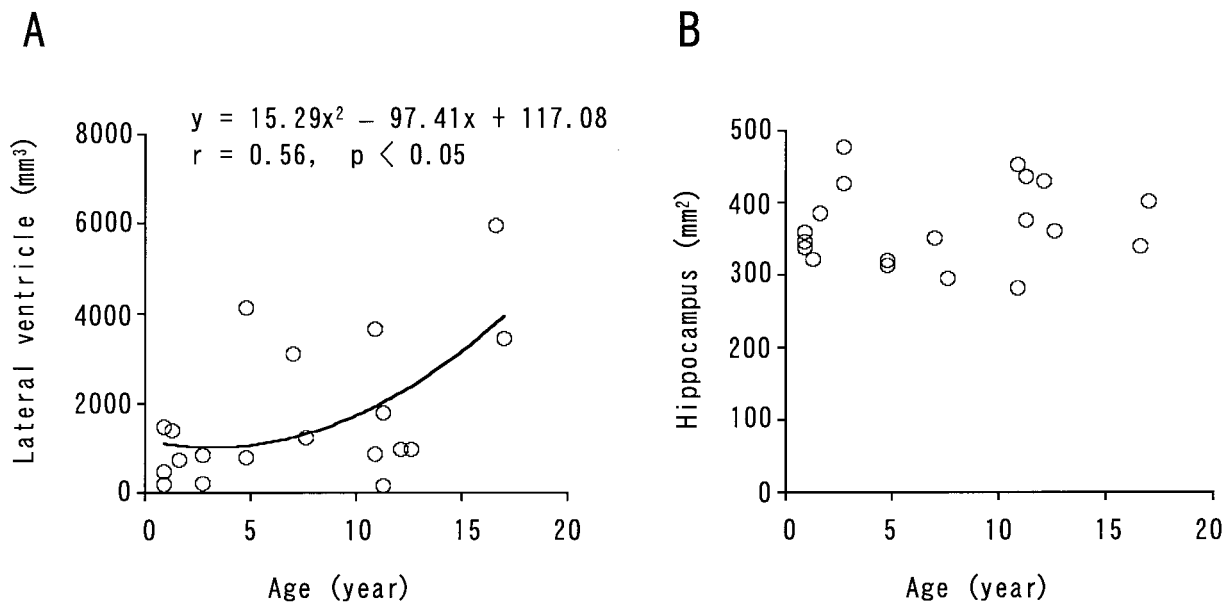 A
y = 15.29x² − 97.41x + 117.08
r = 0.56, p < 0.05
Lateral ventricle (mm³)
8000
6000
4000
2000
0
0 5 10 15 20
Age (year)
B
Hippocampus (mm²)
500
400
300
200
100
0
0 5 10 15 20
Age (year)